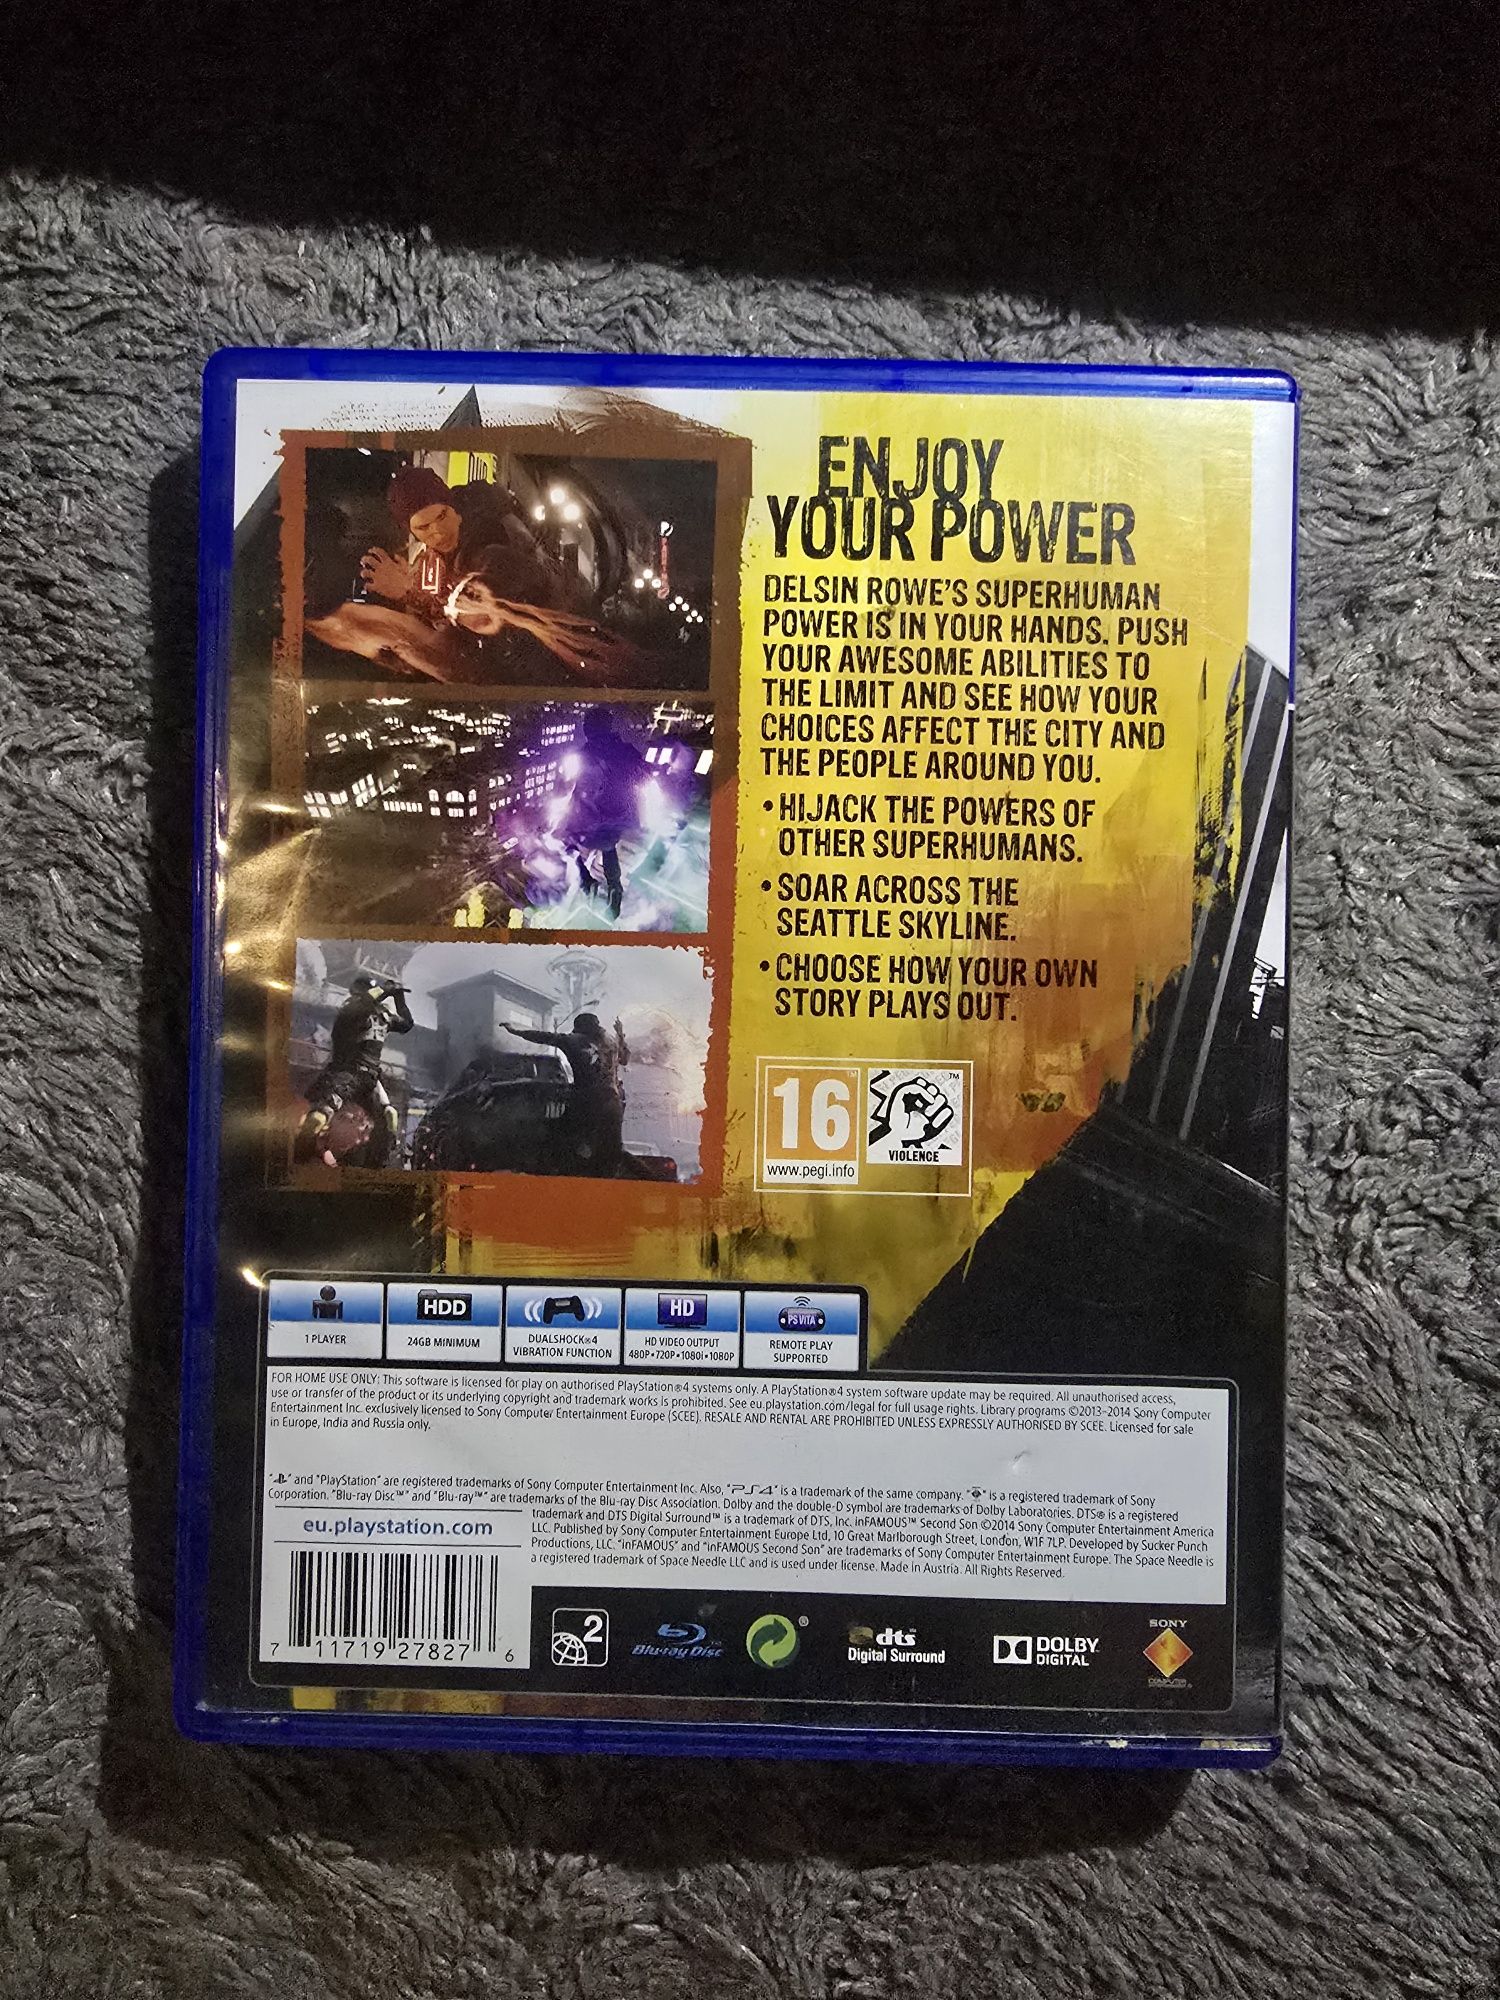 ENJOY
YOUR POWER
DELSIN ROWE'S SUPERHUMAN
POWER IS IN YOUR HANDS. PUSH
YOUR AWESOME ABILITIES TO
THE LIMIT AND SEE HOW YOUR
CHOICES AFFECT THE CITY AND
THE PEOPLE AROUND YOU.
• HIJACK THE POWERS OF
OTHER SUPERHUMANS.
• SOAR ACROSS THE
SEATTLE SKYLINE.
• CHOOSE HOW YOUR OWN
STORY PLAYS OUT.
16
www.pegi.info
VIOLENCE
TM
1 PLAYER
HDD
24GB MINIMUM
DUALSHOCK®4
VIBRATION FUNCTION
HD
HD VIDEO OUTPUT
480P•720P•1080i•1080P
PSVITA
REMOTE PLAY
SUPPORTED
FOR HOME USE ONLY: This software is licensed for play on authorised PlayStation®4 systems only. A PlayStation®4 system software update may be required. All unauthorised access,
use or transfer of the product or its underlying copyright and trademark works is prohibited. See eu.playstation.com/legal for full usage rights. Library programs ©2013-2014 Sony Computer
Entertainment Inc. exclusively licensed to Sony Computer Entertainment Europe (SCEE). RESALE AND RENTAL ARE PROHIBITED UNLESS EXPRESSLY AUTHORISED BY SCEE. Licensed for sale
in Europe, India and Russia only.
" " and "PlayStation" are registered trademarks of Sony Computer Entertainment Inc. Also, "PS4" is a trademark of the same company. " " is a registered trademark of Sony
Corporation. "Blu-ray Disc™" and "Blu-ray™" are trademarks of the Blu-ray Disc Association. Dolby and the double-D symbol are trademarks of Dolby Laboratories. DTS® is a registered
trademark and DTS Digital Surround™ is a trademark of DTS, Inc. inFAMOUS™ Second Son ©2014 Sony Computer Entertainment America
LLC. Published by Sony Computer Entertainment Europe Ltd, 10 Great Marlborough Street, London, W1F 7LP. Developed by Sucker Punch
Productions, LLC. "inFAMOUS" and "inFAMOUS Second Son" are trademarks of Sony Computer Entertainment Europe. The Space Needle is
a registered trademark of Space Needle LLC and is used under license. Made in Austria. All Rights Reserved.
eu.playstation.com
7 11719 27827 6
2
Blu-ray Disc
®
dts
Digital Surround
DOLBY
DIGITAL
SONY
COMPUTER